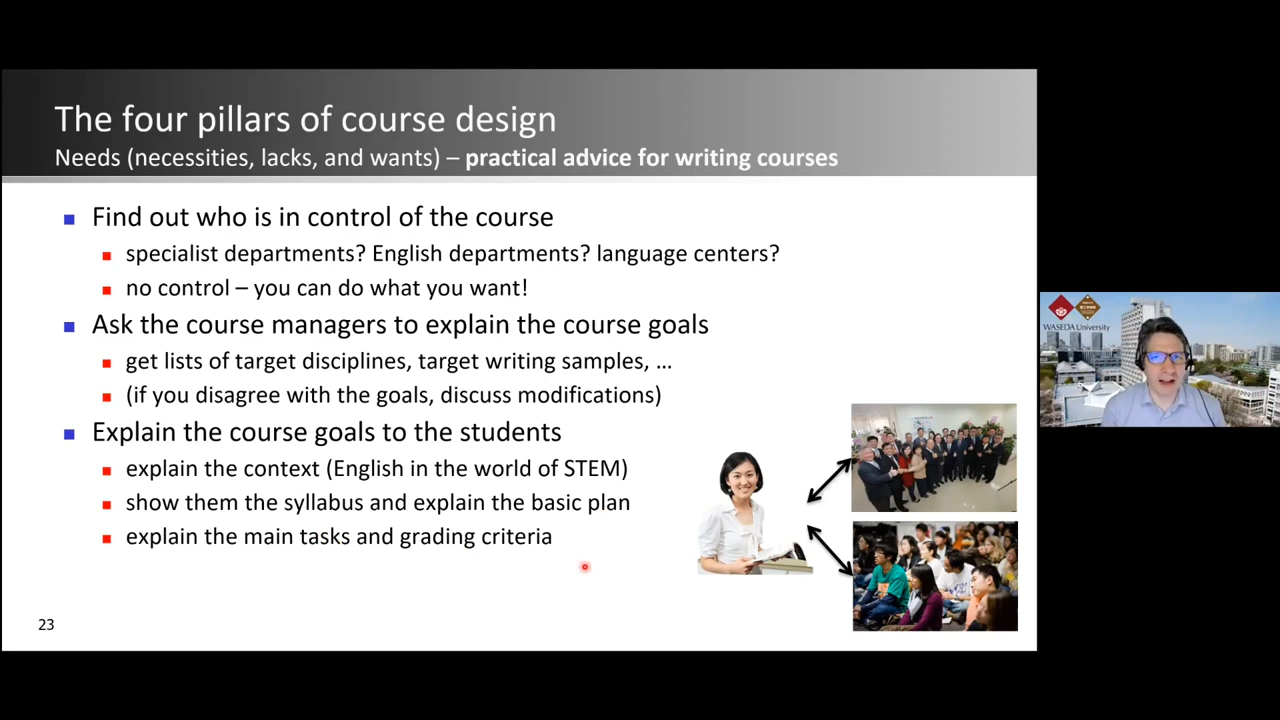 The four pillars of course design
Needs (necessities, lacks, and wants) – practical advice for writing courses
Find out who is in control of the course
specialist departments? English departments? language centers?
no control – you can do what you want!
Ask the course managers to explain the course goals
get lists of target disciplines, target writing samples, …
(if you disagree with the goals, discuss modifications)
Explain the course goals to the students
explain the context (English in the world of STEM)
show them the syllabus and explain the basic plan
explain the main tasks and grading criteria
23
WASEDA University